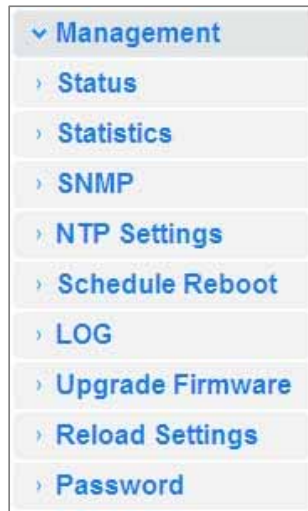 Management
Status
Statistics
SNMP
NTP Settings
Schedule Reboot
LOG
Upgrade Firmware
Reload Settings
Password